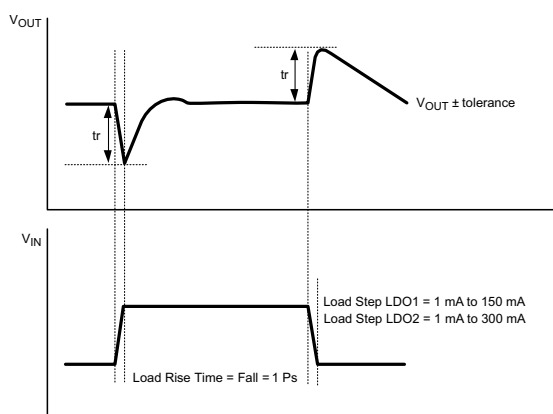 VOUT
tr
tr
VOUT ± tolerance
VIN
Load Step LDO1 = 1 mA to 150 mA
Load Step LDO2 = 1 mA to 300 mA
Load Rise Time = Fall = 1 Ps